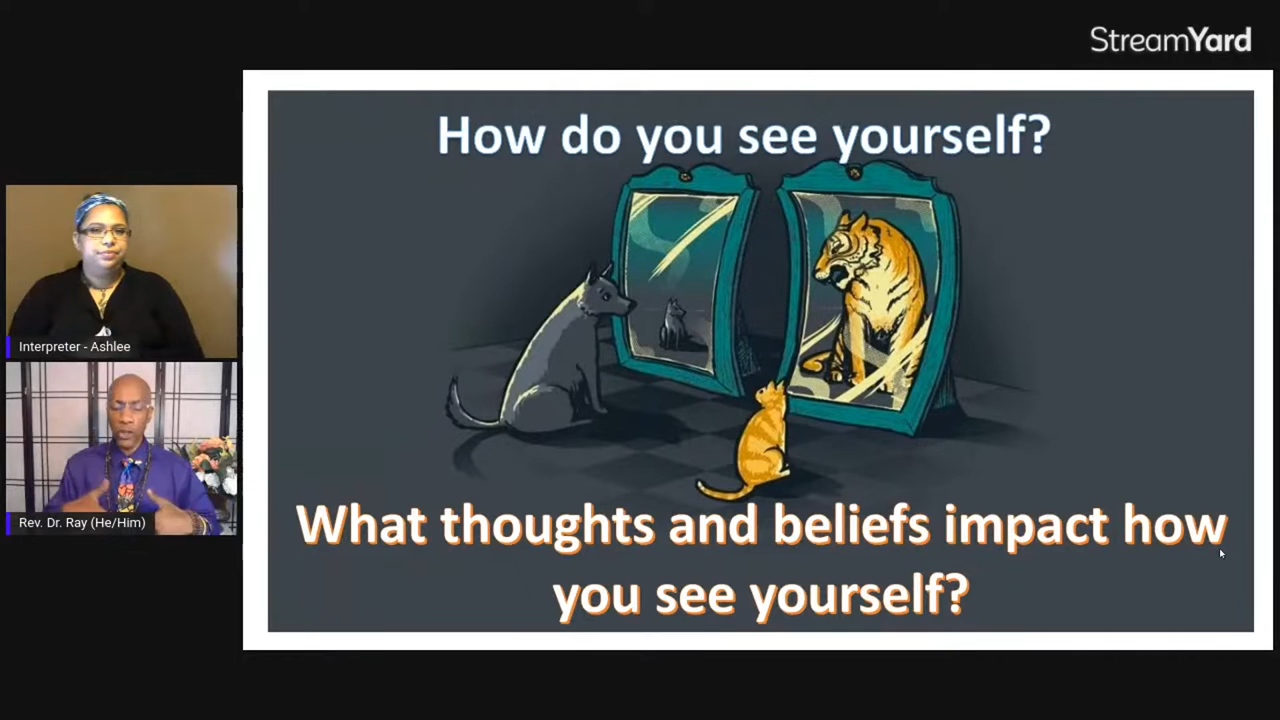 StreamYard
How do you see yourself?
What thoughts and beliefs impact how
you see yourself?
Interpreter - Ashlee
Rev. Dr. Ray (He/Him)